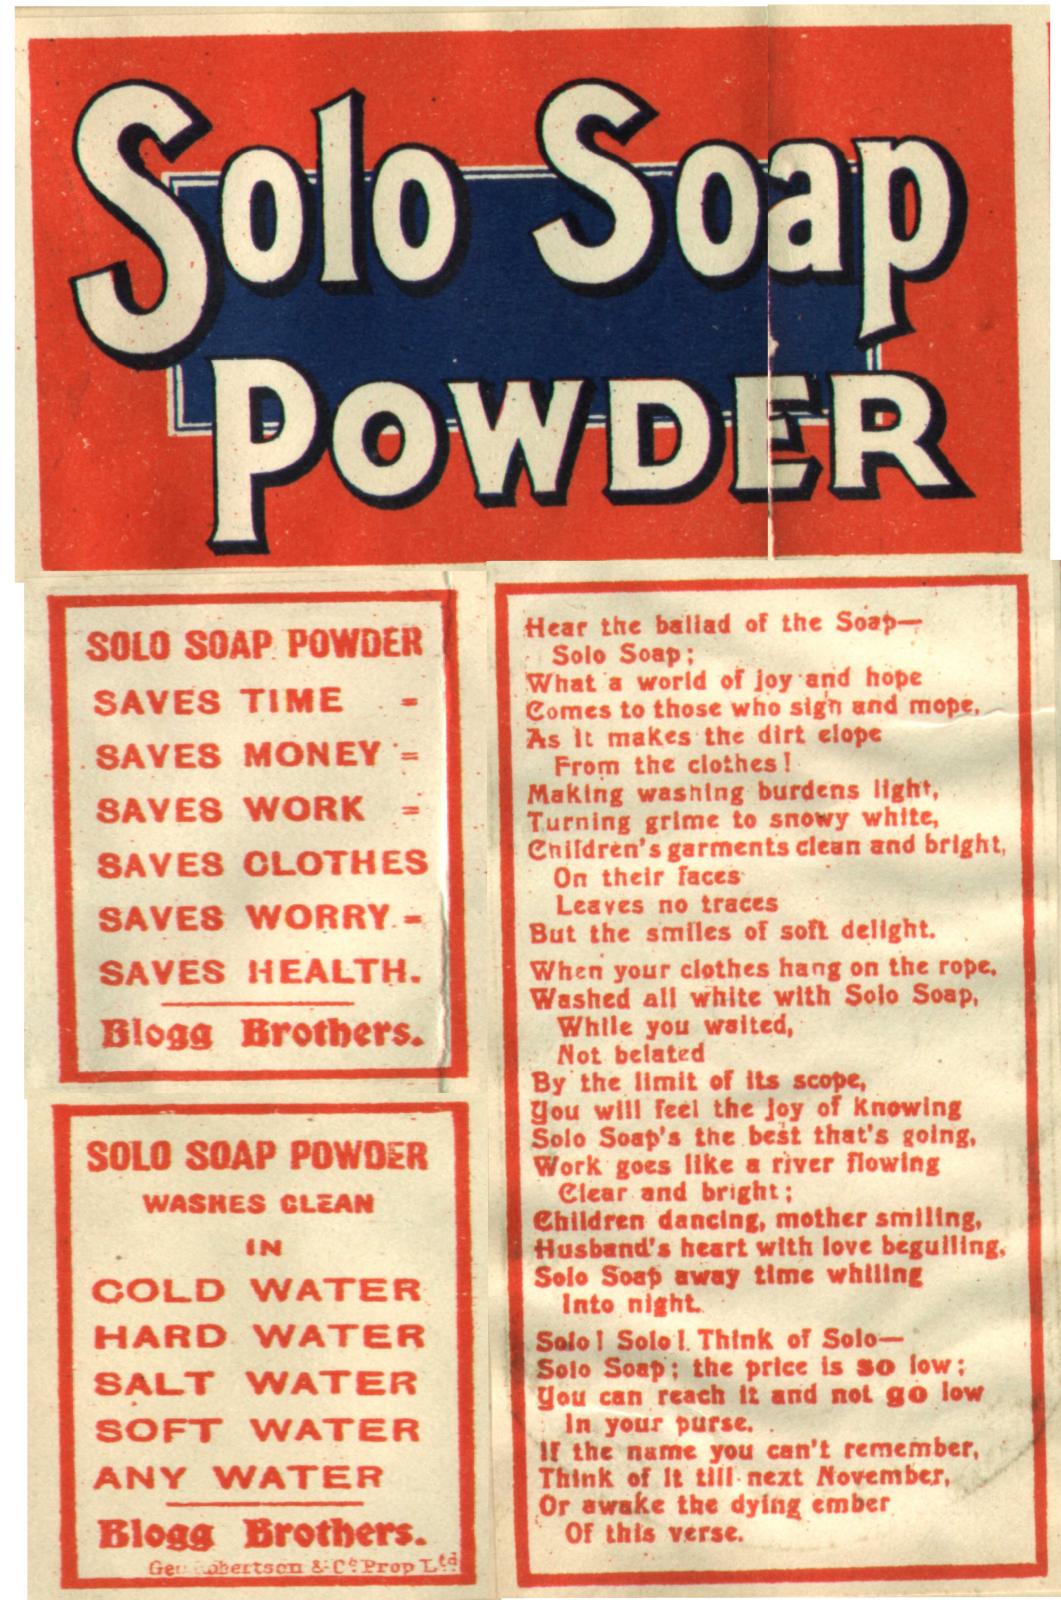 Solo Soap
POWDER
SOLO SOAP POWDER
SAVES TIME =
SAVES MONEY =
SAVES WORK =
SAVES CLOTHES
SAVES WORRY. =
SAVES HEALTH.
Blogg Brothers.
SOLO SOAP POWDER
WASHES CLEAN
IN
COLD WATER
HARD WATER
SALT WATER
SOFT WATER
ANY WATER
Blogg Brothers.
Robertson & Co Prop Ltd
Hear the ballad of the Soap—
Solo Soap;
What a world of joy and hope
Comes to those who sigh and mope,
As it makes the dirt elope
From the clothes!
Making washing burdens light,
Turning grime to snowy white,
Children's garments clean and bright,
On their faces
Leaves no traces
But the smiles of soft delight.
When your clothes hang on the rope,
Washed all white with Solo Soap,
While you waited,
Not belated
By the limit of its scope,
You will feel the joy of knowing
Solo Soap's the best that's going,
Work goes like a river flowing
Clear and bright;
Children dancing, mother smiling,
Husband's heart with love beguiling,
Solo Soap away time whiling
Into night.
Solo! Solo! Think of Solo—
Solo Soap; the price is so low;
You can reach it and not go low
In your purse.
If the name you can't remember,
Think of it till next November,
Or awake the dying ember
Of this verse.